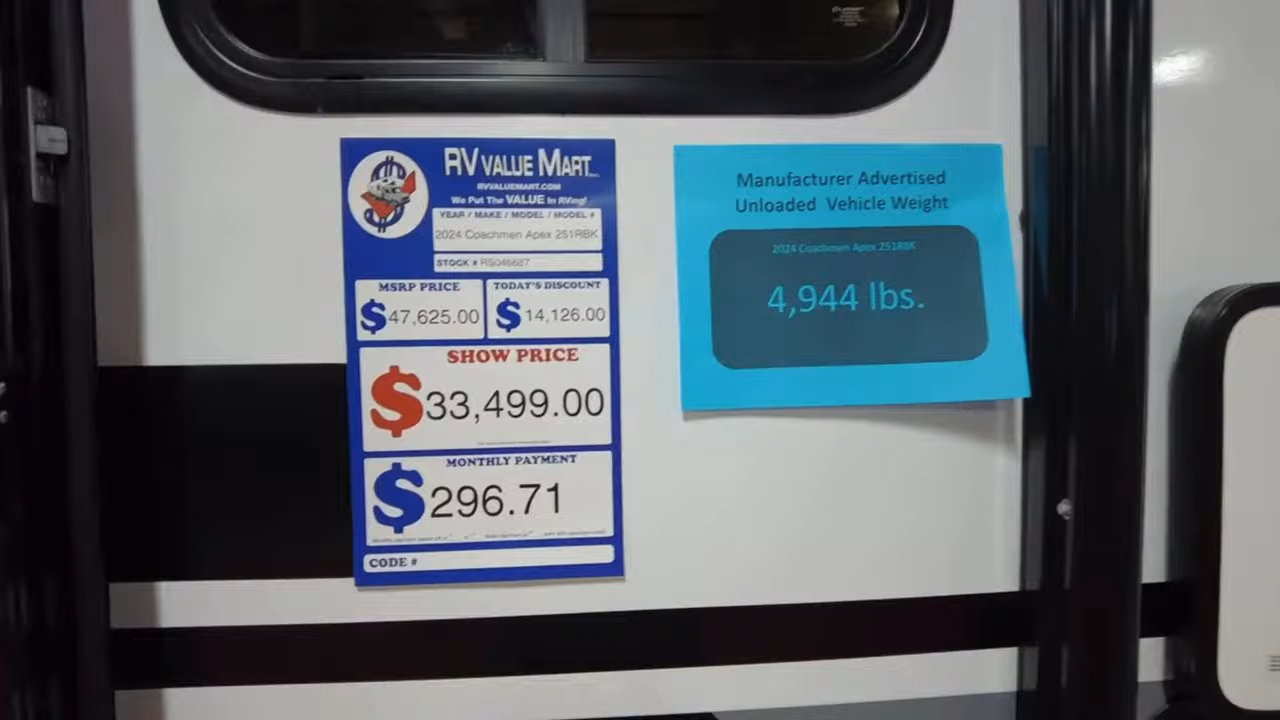 RV VALUE MART
RVVALUEMART.COM
We Put The VALUE In RVing!
YEAR / MAKE / MODEL / MODEL #
2024 Coachmen Apex 251RBK
STOCK #
MSRP PRICE
$47,625.00
TODAY'S DISCOUNT
$14,126.00
SHOW PRICE
$33,499.00
MONTHLY PAYMENT
$296.71
CODE #
Manufacturer Advertised
Unloaded Vehicle Weight
2024 Coachmen Apex 251RBK
4,944 lbs.